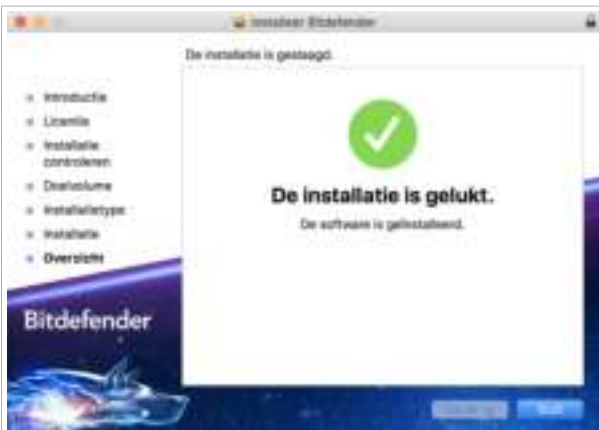 Installeer Bitdefender
De installatie is geslaagd.
Introductie
Licentie
Installatie
controleren
Doelvolume
Installatietype
Installatie
Overzicht
De installatie is gelukt.
De software is geïnstalleerd.
Bitdefender